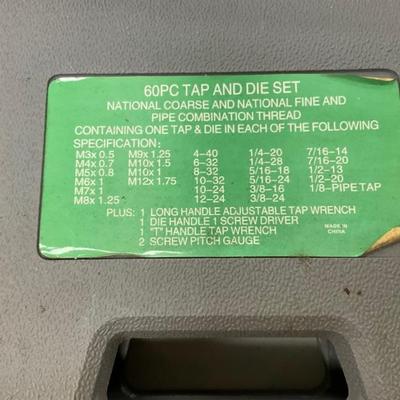 60PC TAP AND DIE SET
NATIONAL COARSE AND NATIONAL FINE AND
PIPE COMBINATION THREAD
CONTAINING ONE TAP & DIE IN EACH OF THE FOLLOWING
SPECIFICATION:
M3x 0.5 M9x 1.25 4-40 1/4-20 7/16-14
M4x 0.7 M10x 1.5 6-32 1/4-28 7/16-20
M5x 0.8 M10x 1 8-32 5/16-18 1/2-13
M6x 1 M12x 1.75 10-32 5/16-24 1/2-20
M7x 1 10-24 3/8-16 1/8-PIPE TAP
M8x 1.25 12-24 3/8-24
PLUS: 1 LONG HANDLE ADJUSTABLE TAP WRENCH
1 DIE HANDLE 1 SCREW DRIVER
1 "T" HANDLE TAP WRENCH
2 SCREW PITCH GAUGE
MADE IN
CHINA